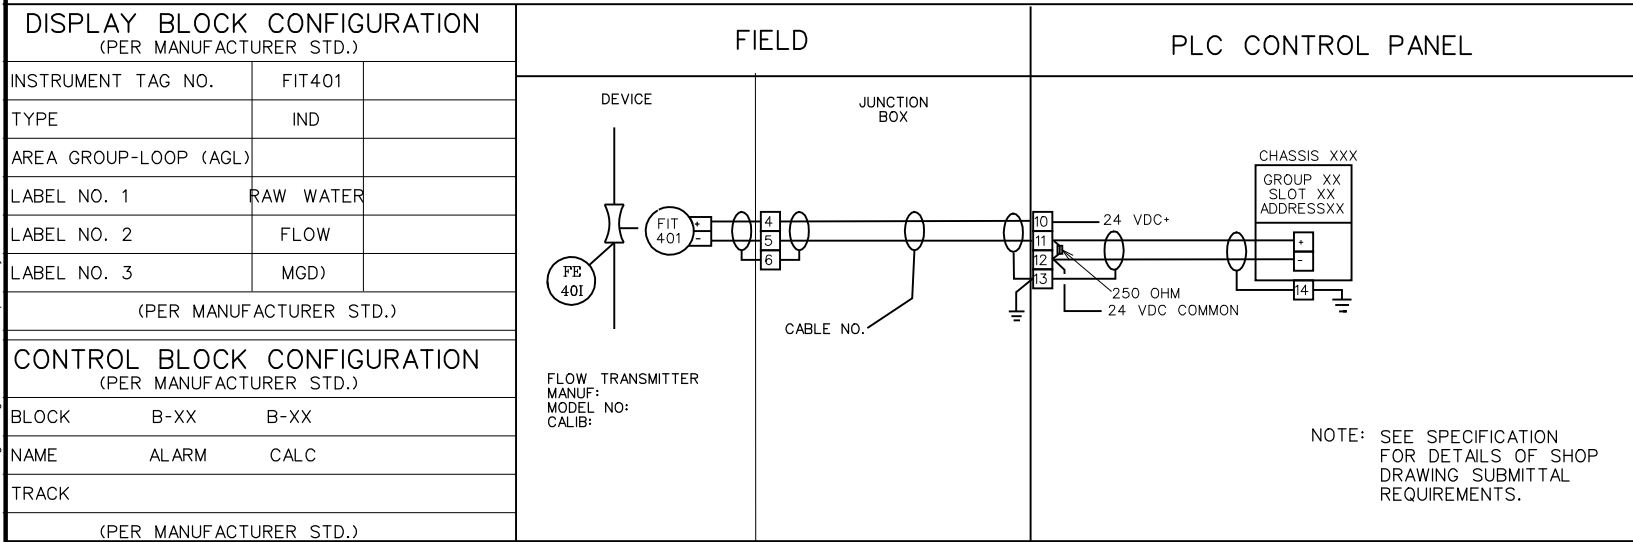 DISPLAY BLOCK CONFIGURATION
(PER MANUFACTURER STD.)
INSTRUMENT TAG NO. FIT401
TYPE IND
AREA GROUP-LOOP (AGL)
LABEL NO. 1 RAW WATER
LABEL NO. 2 FLOW
LABEL NO. 3 MGD)
(PER MANUFACTURER STD.)
CONTROL BLOCK CONFIGURATION
(PER MANUFACTURER STD.)
BLOCK B-XX B-XX
NAME ALARM CALC
TRACK
(PER MANUFACTURER STD.)
FIELD
DEVICE
JUNCTION
BOX
FIT
401
+
-
FE
40I
4
5
6
CABLE NO.
FLOW TRANSMITTER
MANUF:
MODEL NO:
CALIB:
PLC CONTROL PANEL
10
11
12
13
24 VDC+
250 OHM
24 VDC COMMON
CHASSIS XXX
GROUP XX
SLOT XX
ADDRESSXX
+
-
14
NOTE: SEE SPECIFICATION
FOR DETAILS OF SHOP
DRAWING SUBMITTAL
REQUIREMENTS.